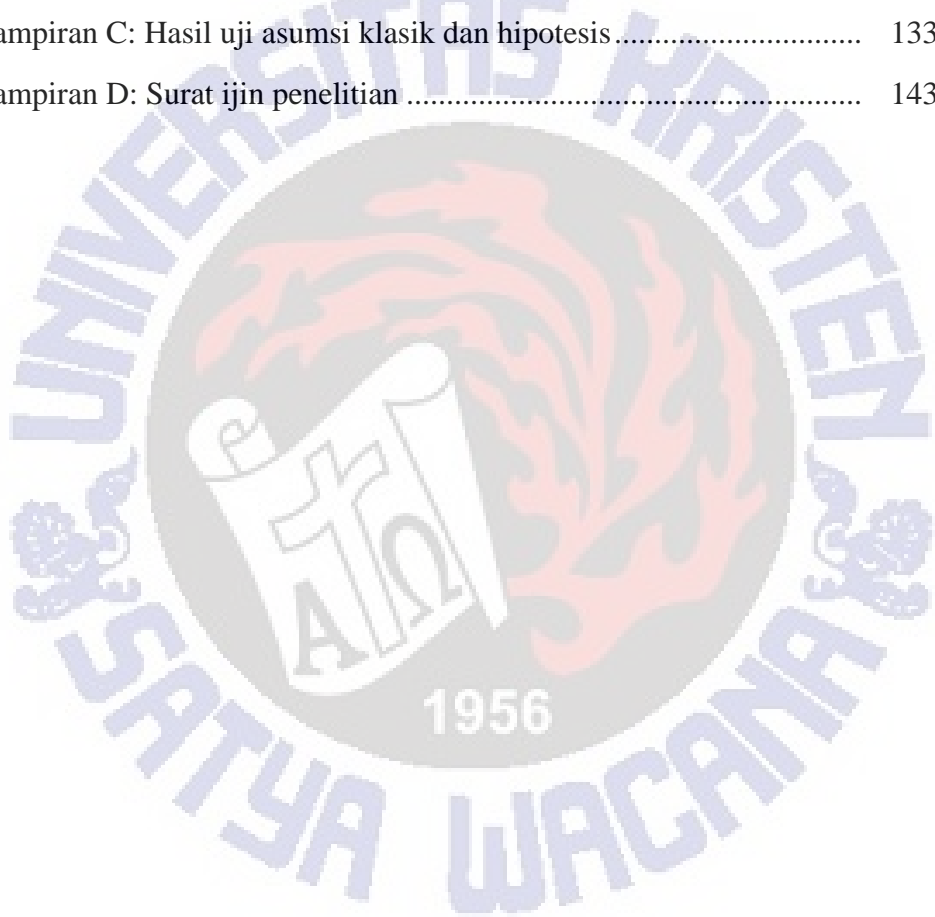 ampiran C: Hasil uji asumsi klasik dan hipotesis ............................ 133
ampiran D: Surat ijin penelitian .................................................. 143
UNIVERSITAS KRISTEN
Α Ω
1956
SATYA WACANA